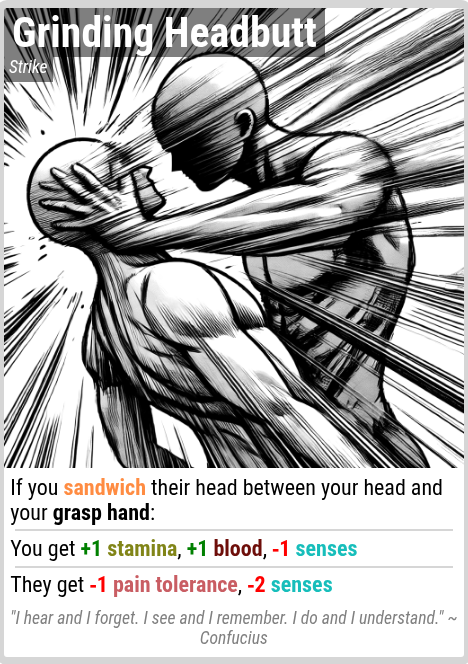 Grinding Headbutt
Strike
If you sandwich their head between your head and
your grasp hand:
You get +1 stamina, +1 blood, -1 senses
They get -1 pain tolerance, -2 senses
"I hear and I forget. I see and I remember. I do and I understand." ~
Confucius